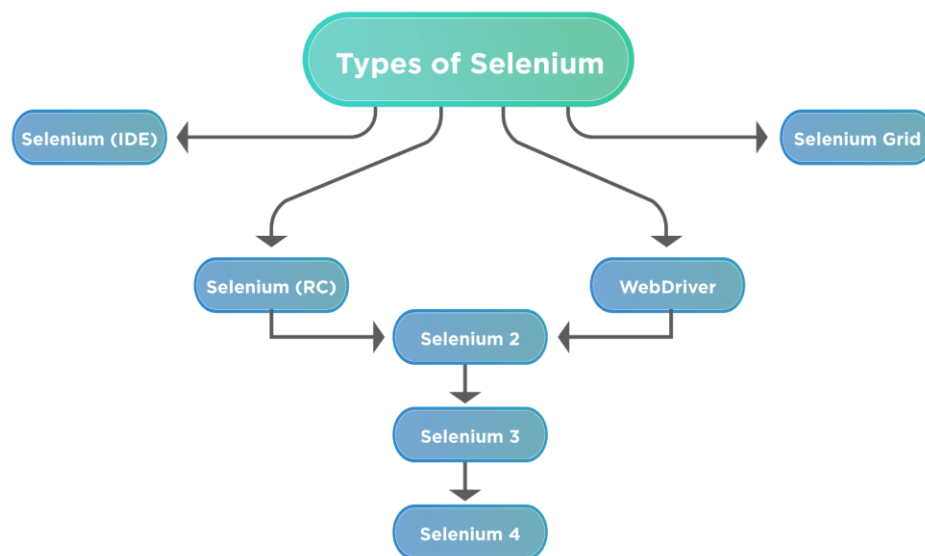 Types of Selenium
Selenium (IDE)
Selenium Grid
Selenium (RC)
WebDriver
Selenium 2
Selenium 3
Selenium 4